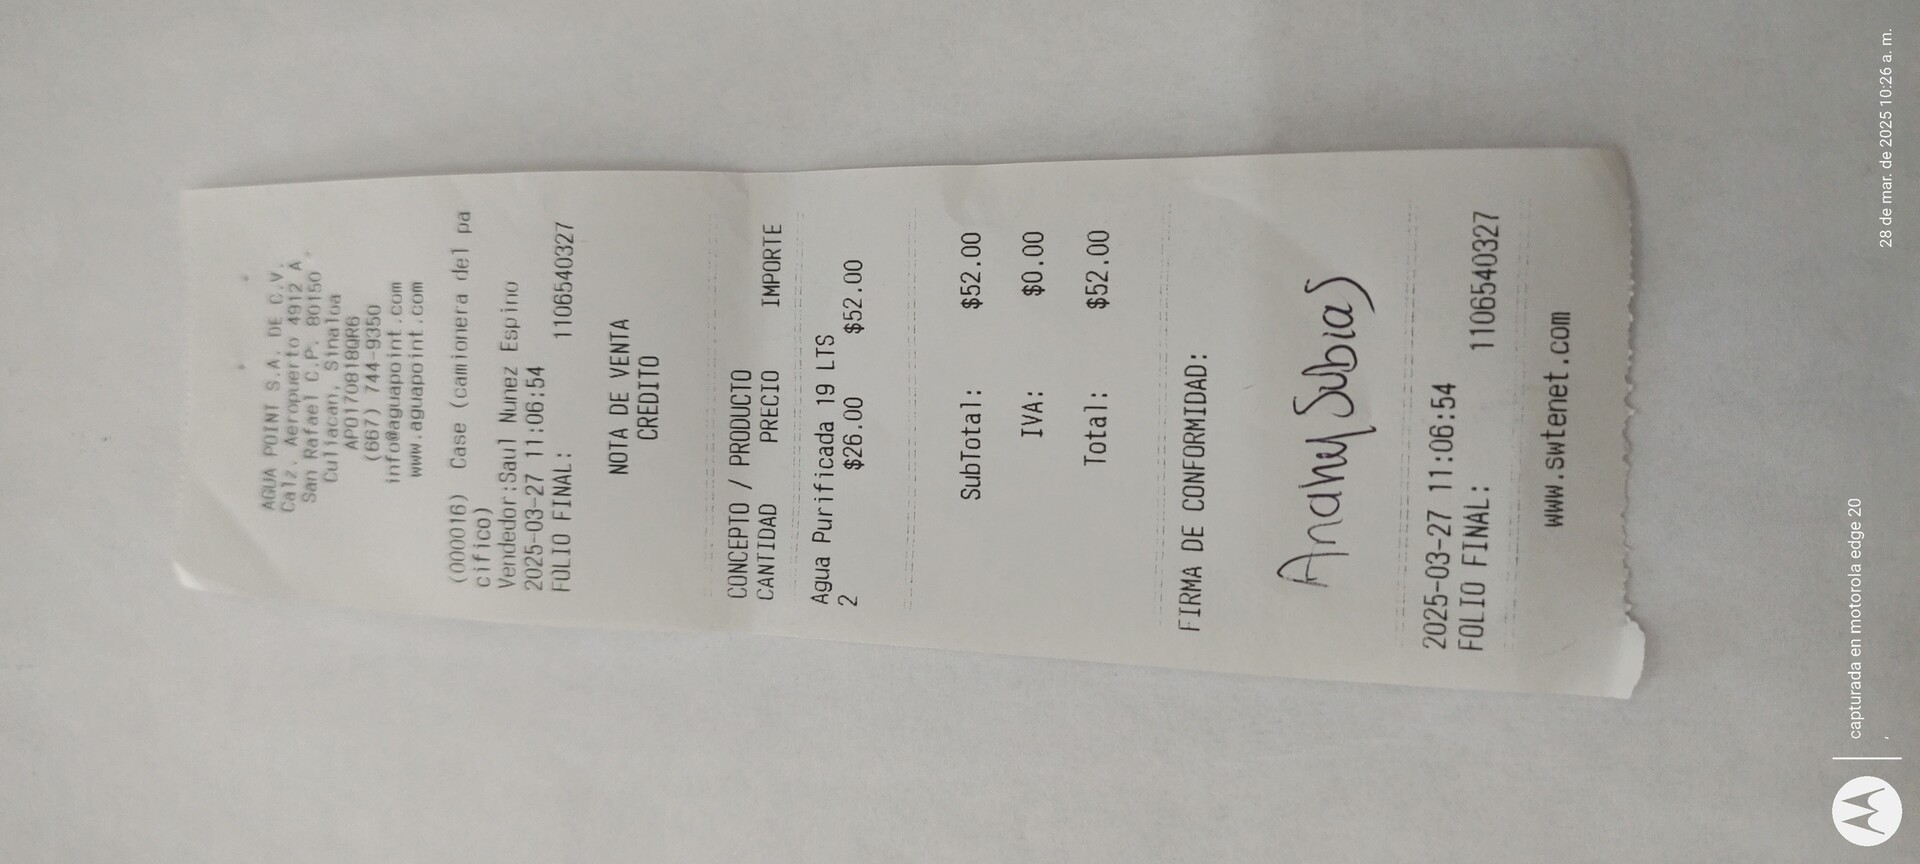 AGUA POINT S.A. DE C.V.
Calz. Aeropuerto 4912 A
San Rafael C.P. 80150
Culiacan, Sinaloa
APO170818QR6
(667) 744-9350
info@aguapoint.com
www.aguapoint.com
(000016) Case (camionera del pa
cifico)
Vendedor:Saul Nunez Espino
2025-03-27 11:06:54
FOLIO FINAL: 1106540327
NOTA DE VENTA
CREDITO
CONCEPTO / PRODUCTO
CANTIDAD PRECIO IMPORTE
Agua Purificada 19 LTS
2 $26.00 $52.00
SubTotal: $52.00
IVA: $0.00
Total: $52.00
FIRMA DE CONFORMIDAD:
Anahy Subias
2025-03-27 11:06:54
FOLIO FINAL: 1106540327
www.swtenet.com
capturada en motorola edge 20
28 de mar. de 2025 10:26 a. m.